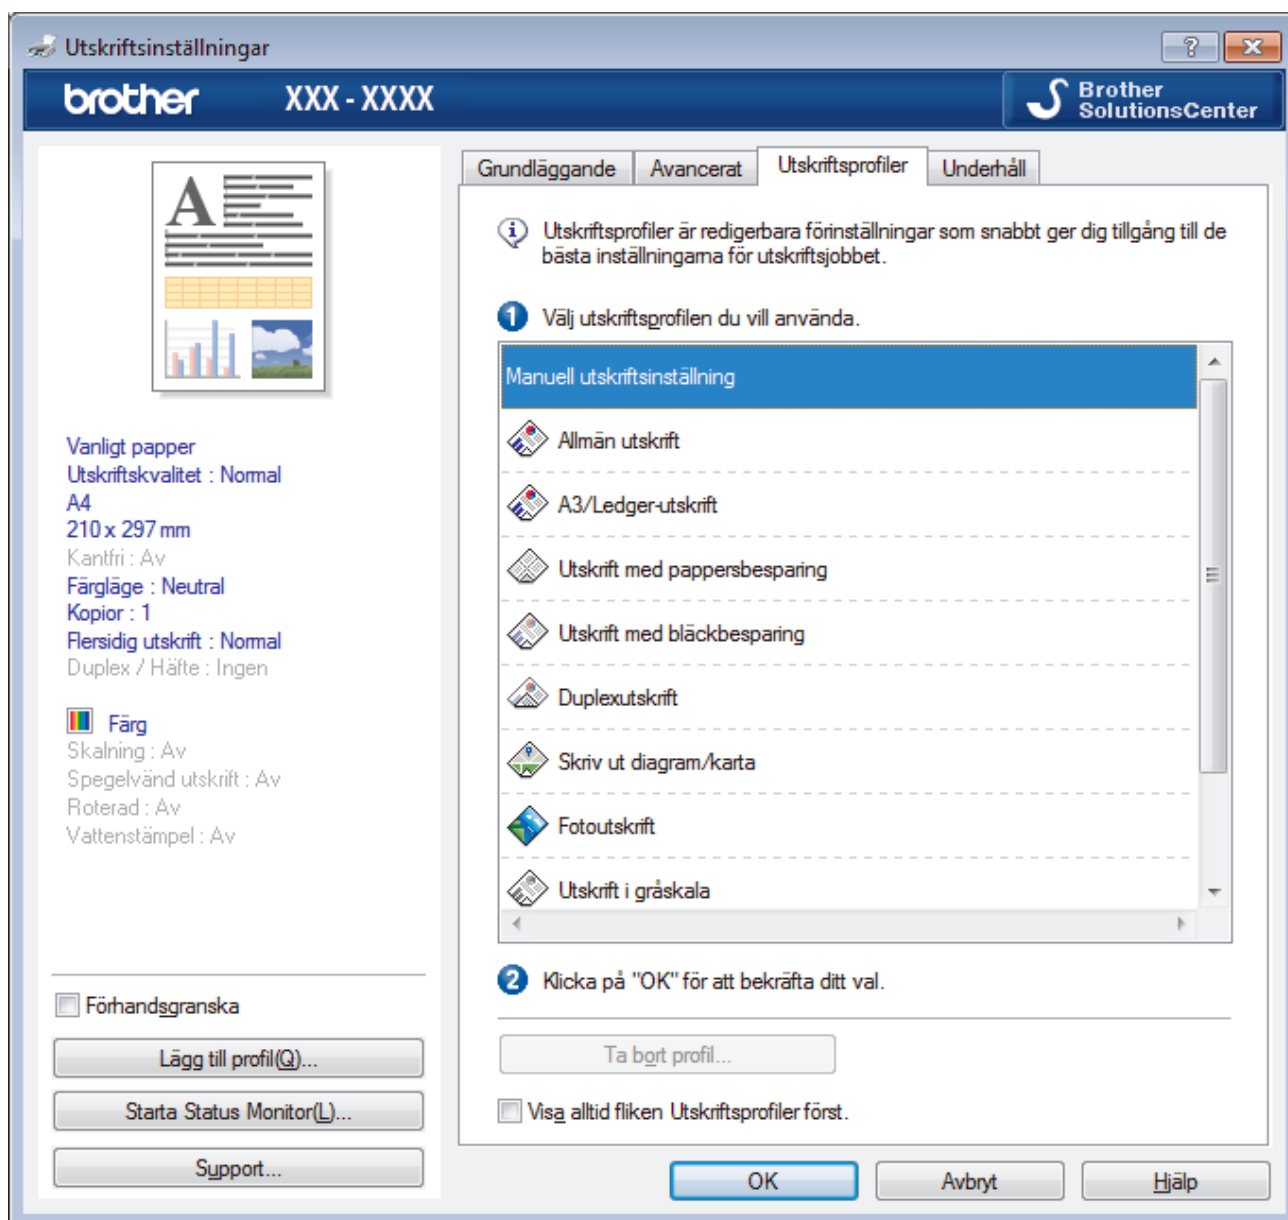 Utskriftsinställningar
brother XXX - XXXX
Brother
SolutionsCenter
A
Vanligt papper
Utskriftskvalitet : Normal
A4
210 x 297 mm
Kantfri : Av
Färgläge : Neutral
Kopior : 1
Flersidig utskrift : Normal
Duplex / Häfte : Ingen
Färg
Skalning : Av
Spegelvänd utskrift : Av
Roterad : Av
Vattenstämpel : Av
Förhandsgranska
Lägg till profil(Q)...
Starta Status Monitor(L)...
Support...
Grundläggande Avancerat Utskriftsprofiler Underhåll
Utskriftsprofiler är redigerbara förinställningar som snabbt ger dig tillgång till de
bästa inställningarna för utskriftsjobbet.
1 Välj utskriftsprofilen du vill använda.
Manuell utskriftsinställning
Allmän utskrift
A3/Ledger-utskrift
Utskrift med pappersbesparing
Utskrift med bläckbesparing
Duplexutskrift
Skriv ut diagram/karta
Fotoutskrift
Utskrift i gråskala
2 Klicka på "OK" för att bekräfta ditt val.
Ta bort profil...
Visa alltid fliken Utskriftsprofiler först.
OK Avbryt Hjälp